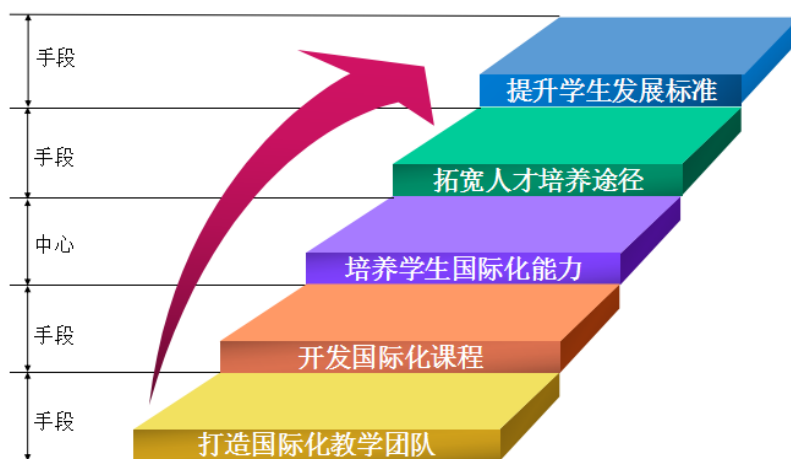 手段
提升学生发展标准
手段
拓宽人才培养途径
中心
培养学生国际化能力
手段
开发国际化课程
手段
打造国际化教学团队